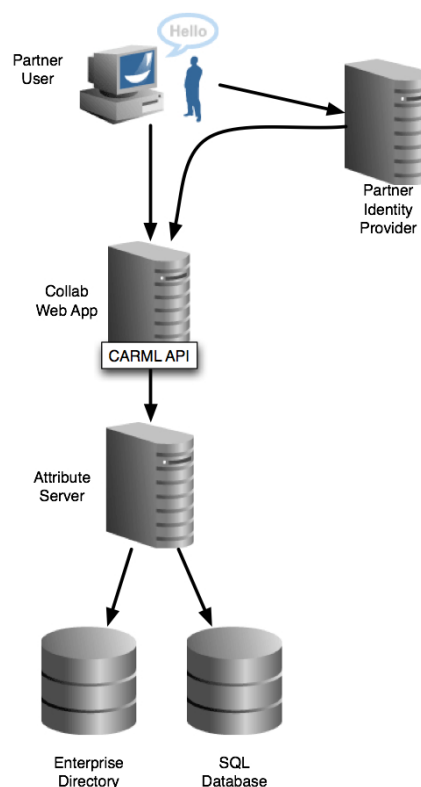 Hello
Partner
User
Partner
Identity
Provider
Collab
Web App
CARML API
Attribute
Server
Enterprise
Directory
SQL
Database